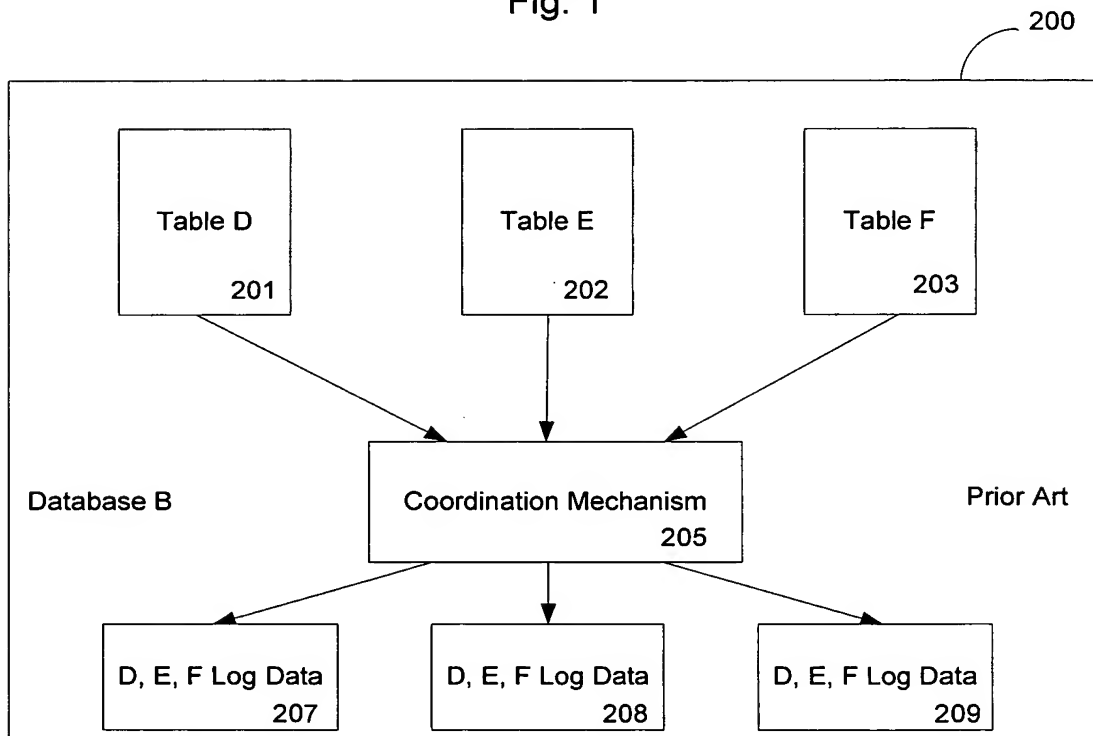 Fig. 1
200
Table D
201
Table E
202
Table F
203
Database B
Coordination Mechanism
205
Prior Art
D, E, F Log Data
207
D, E, F Log Data
208
D, E, F Log Data
209